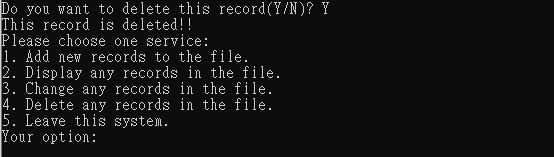 Do you want to delete this record(Y/N)? Y
This record is deleted!!
Please choose one service:
1. Add new records to the file.
2. Display any records in the file.
3. Change any records in the file.
4. Delete any records in the file.
5. Leave this system.
Your option: